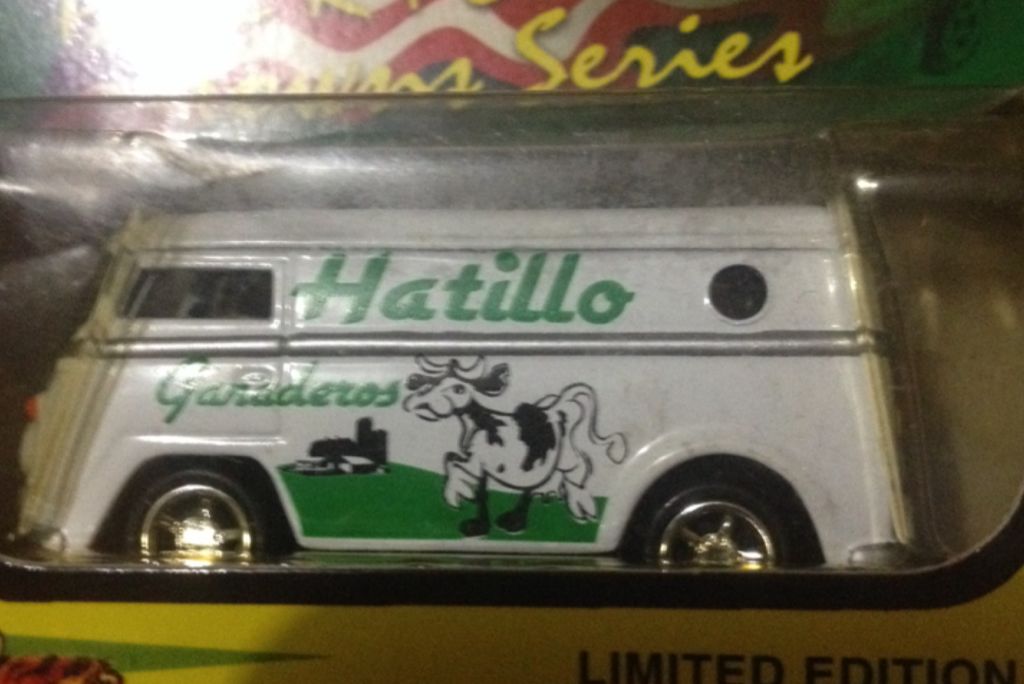 Series
Hatillo
Ganaderos
LIMITED EDITION